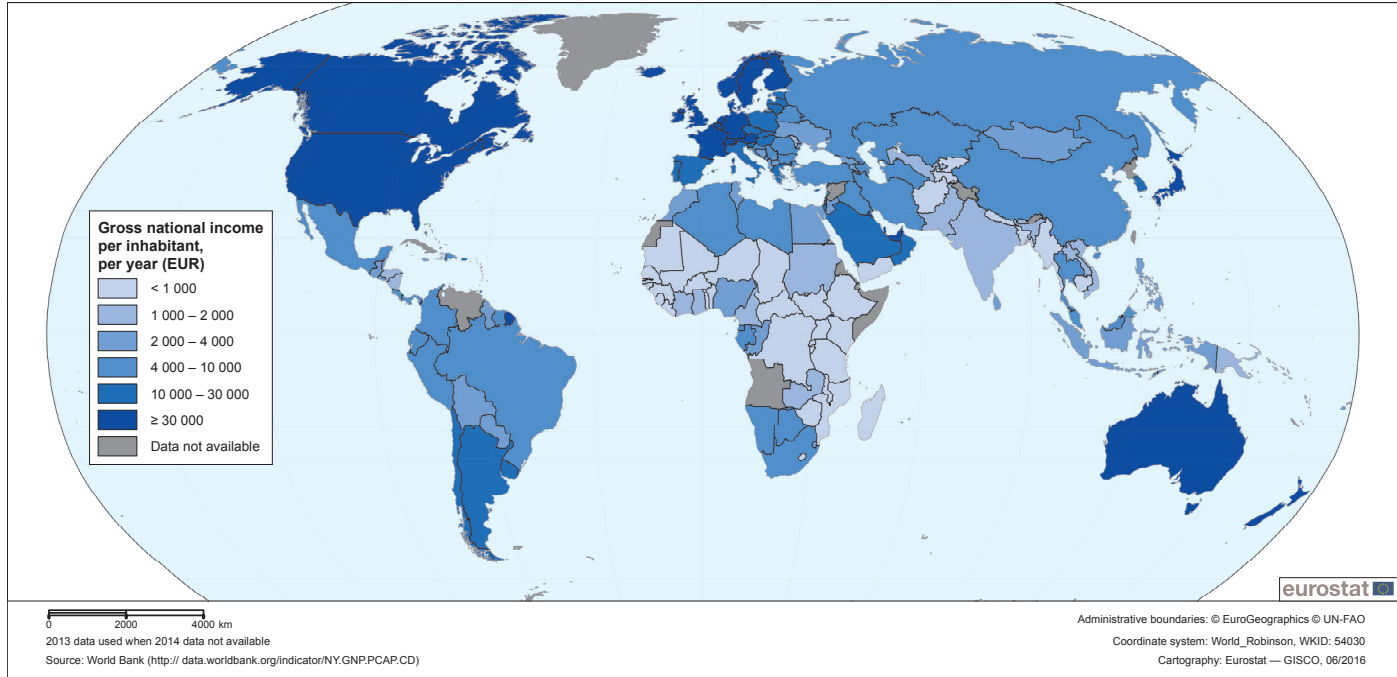 Gross national income
per inhabitant,
per year (EUR)
< 1 000
1 000 – 2 000
2 000 – 4 000
4 000 – 10 000
10 000 – 30 000
≥ 30 000
Data not available
eurostat
0 2000 4000 km
2013 data used when 2014 data not available
Source: World Bank (http:// data.worldbank.org/indicator/NY.GNP.PCAP.CD)
Administrative boundaries: © EuroGeographics © UN-FAO
Coordinate system: World_Robinson, WKID: 54030
Cartography: Eurostat — GISCO, 06/2016